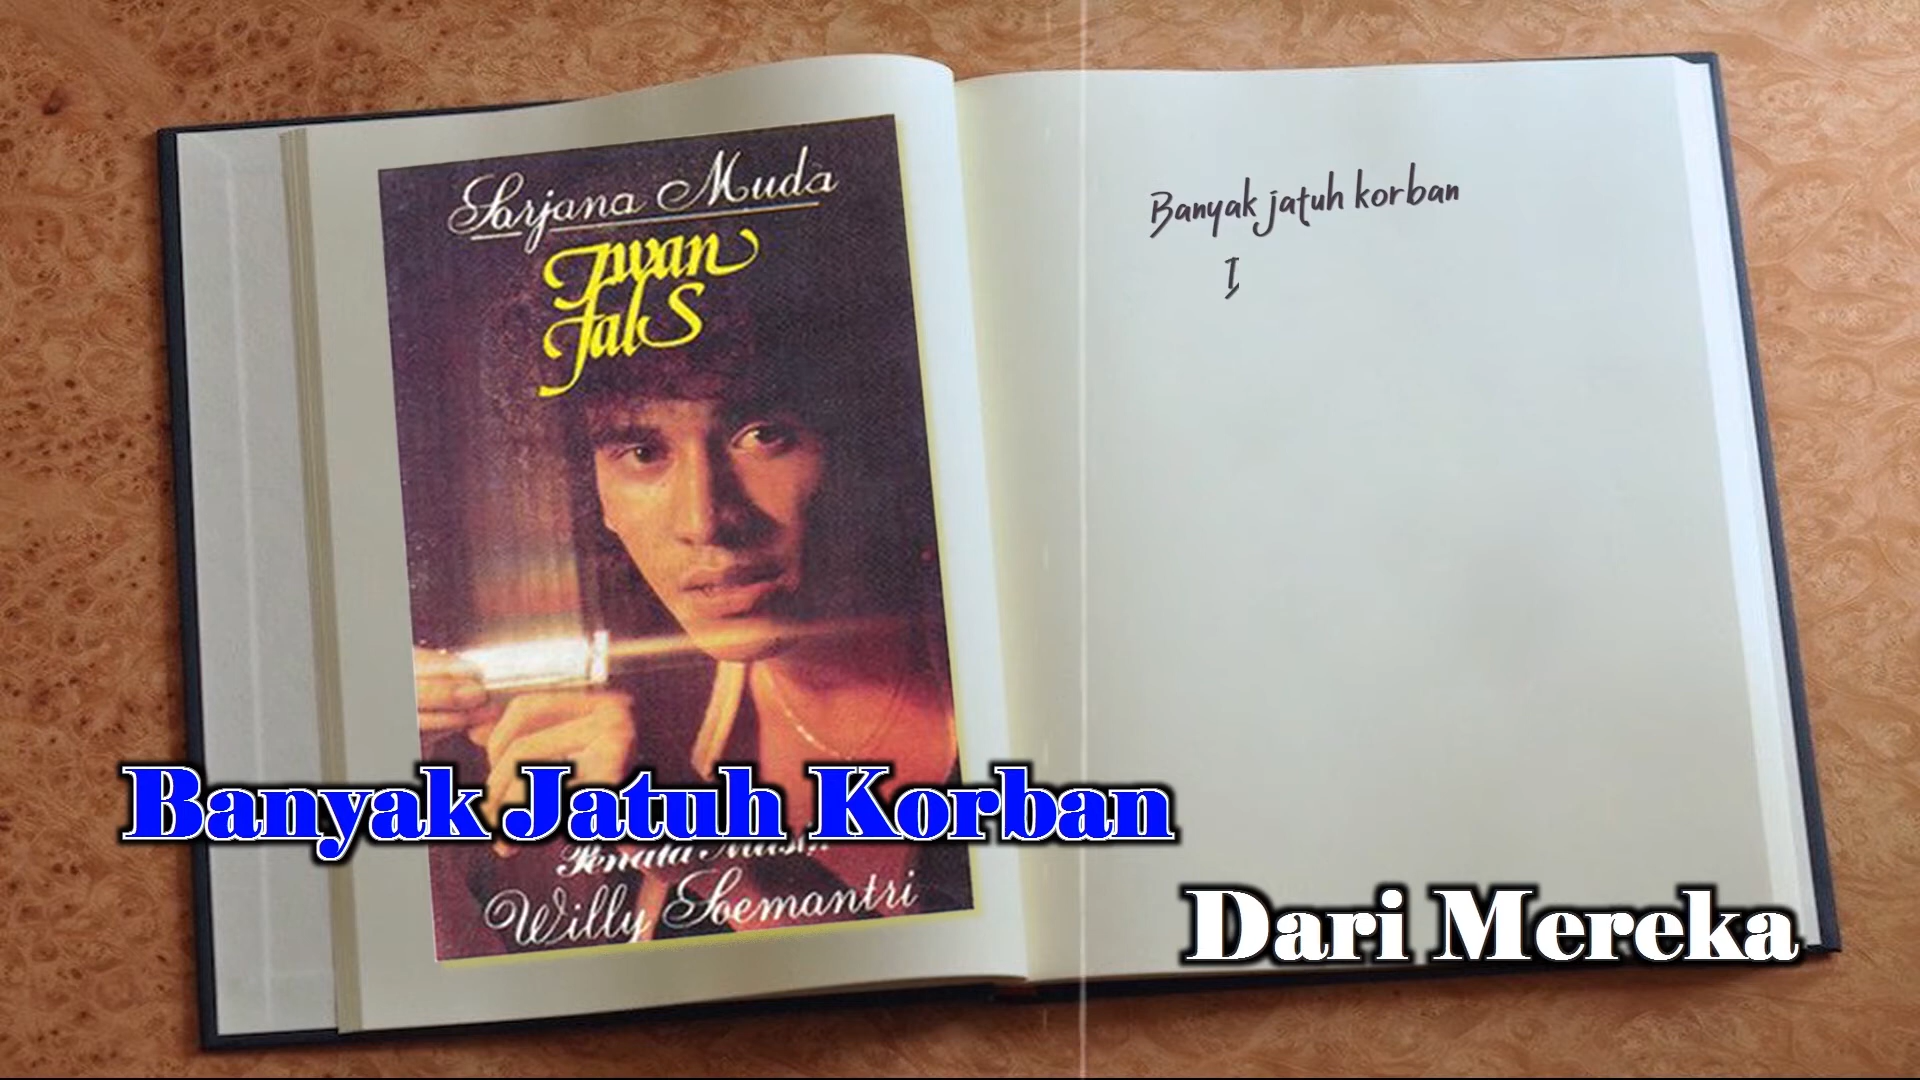 Sarjana Muda
Iwan
Fals
Banyak jatuh korban
I
Banyak Jatuh Korban
Penata Musik
Willy Soemantri
Dari Mereka